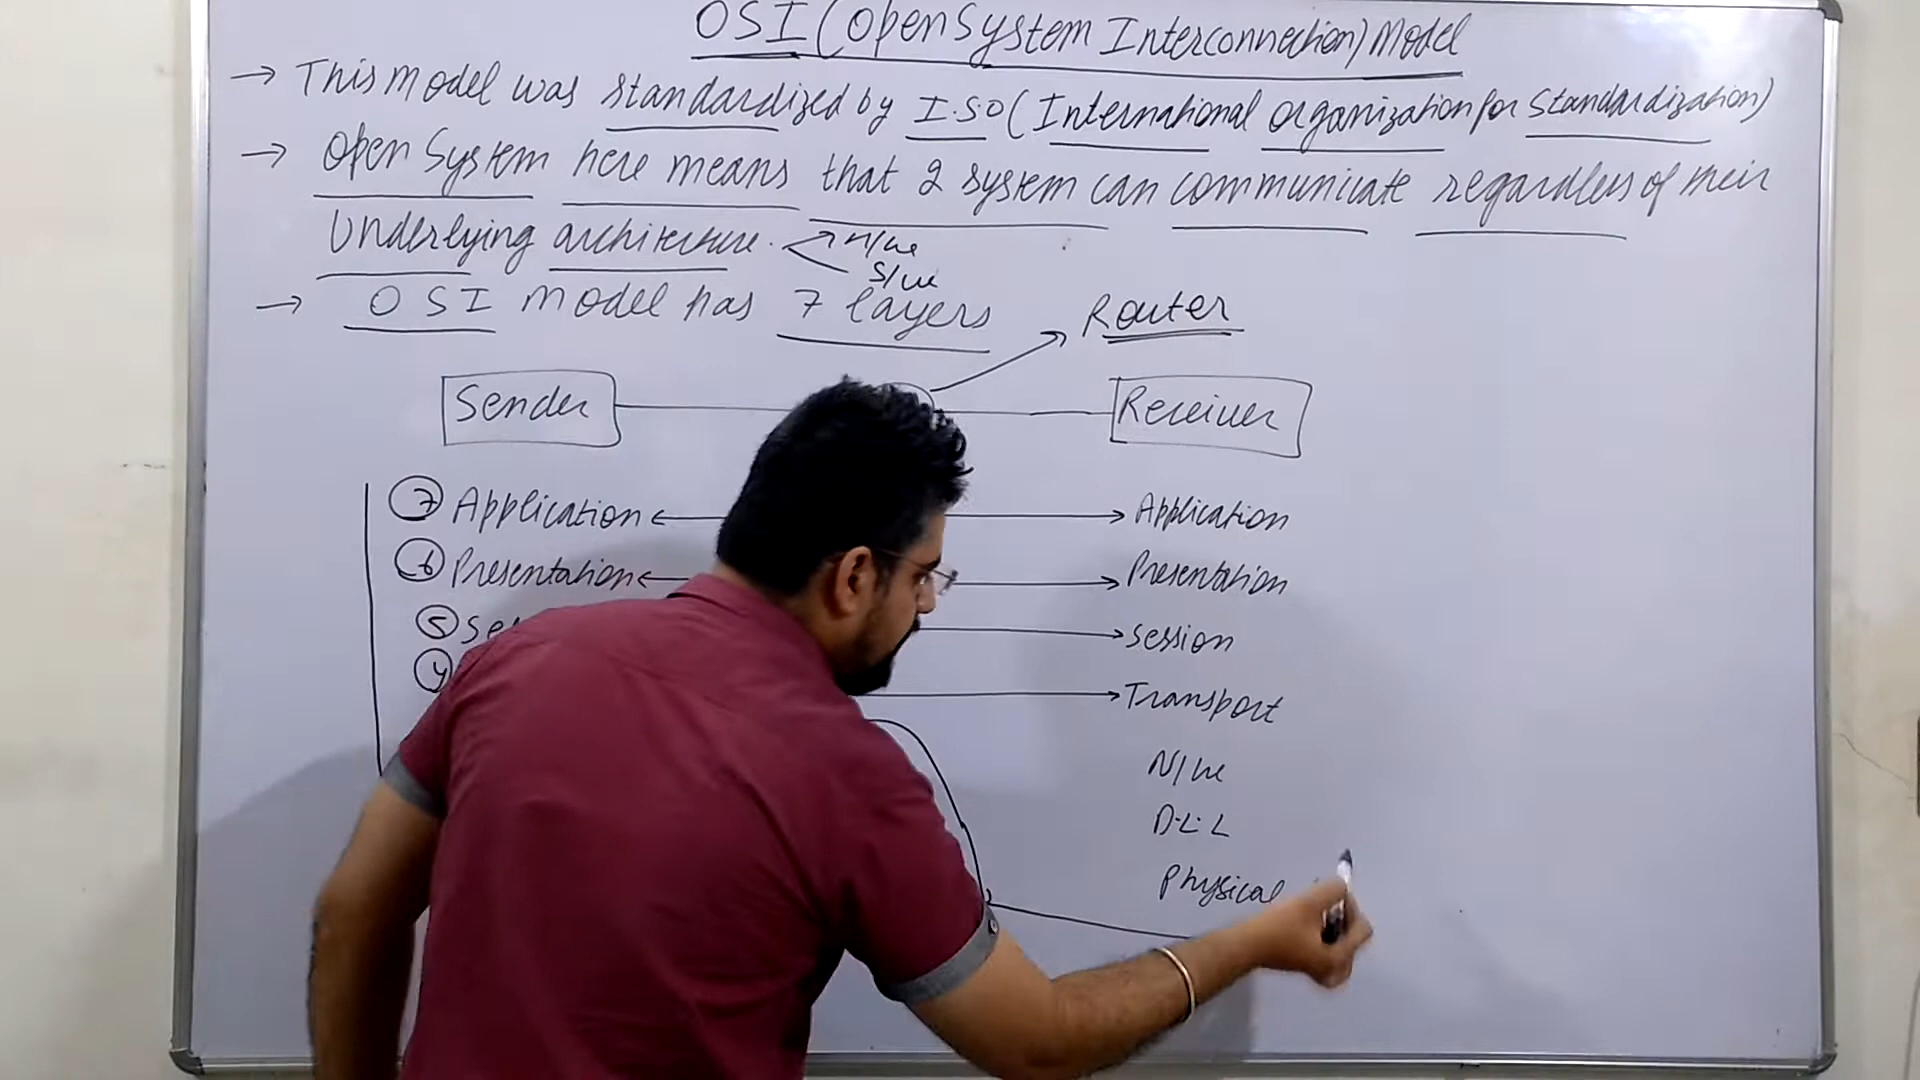 OSI (Open System Interconnection) Model
→ This model was standardized by I.SO (International organization for Standardization)
→ Open System here means that 2 system can communicate regardless of their
Underlying architecture. H/w
S/w
→ OSI model has 7 layers
Router
Sender Receiver
7 Application Application
6 Presentation Presentation
5 Se session
4 Transport
N/w
D.L.L
Physical